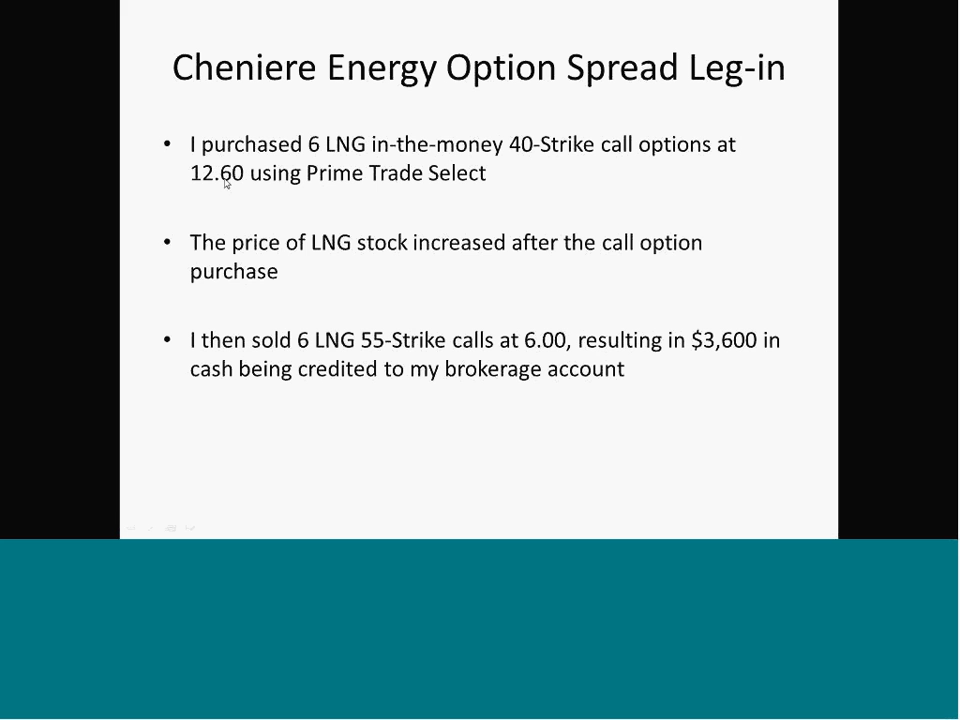 Cheniere Energy Option Spread Leg-in
• I purchased 6 LNG in-the-money 40-Strike call options at
12.60 using Prime Trade Select
• The price of LNG stock increased after the call option
purchase
• I then sold 6 LNG 55-Strike calls at 6.00, resulting in $3,600 in
cash being credited to my brokerage account